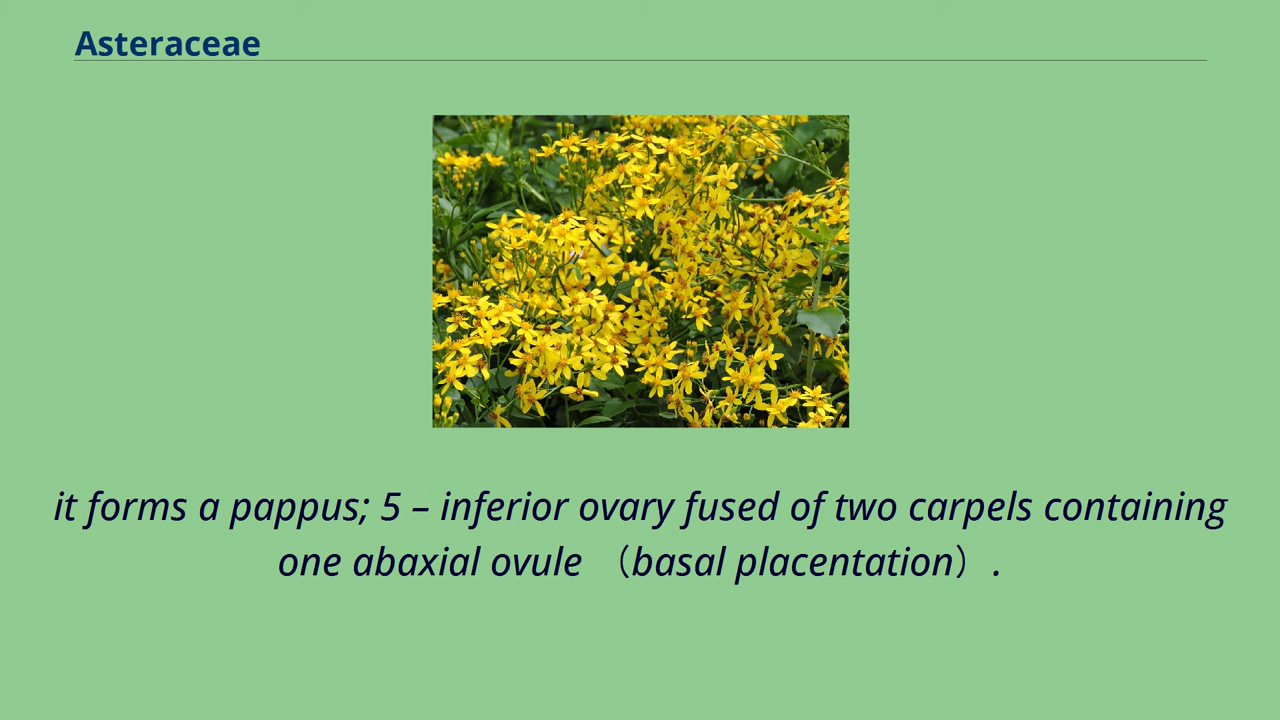 Asteraceae
it forms a pappus; 5 – inferior ovary fused of two carpels containing
one abaxial ovule （basal placentation）.